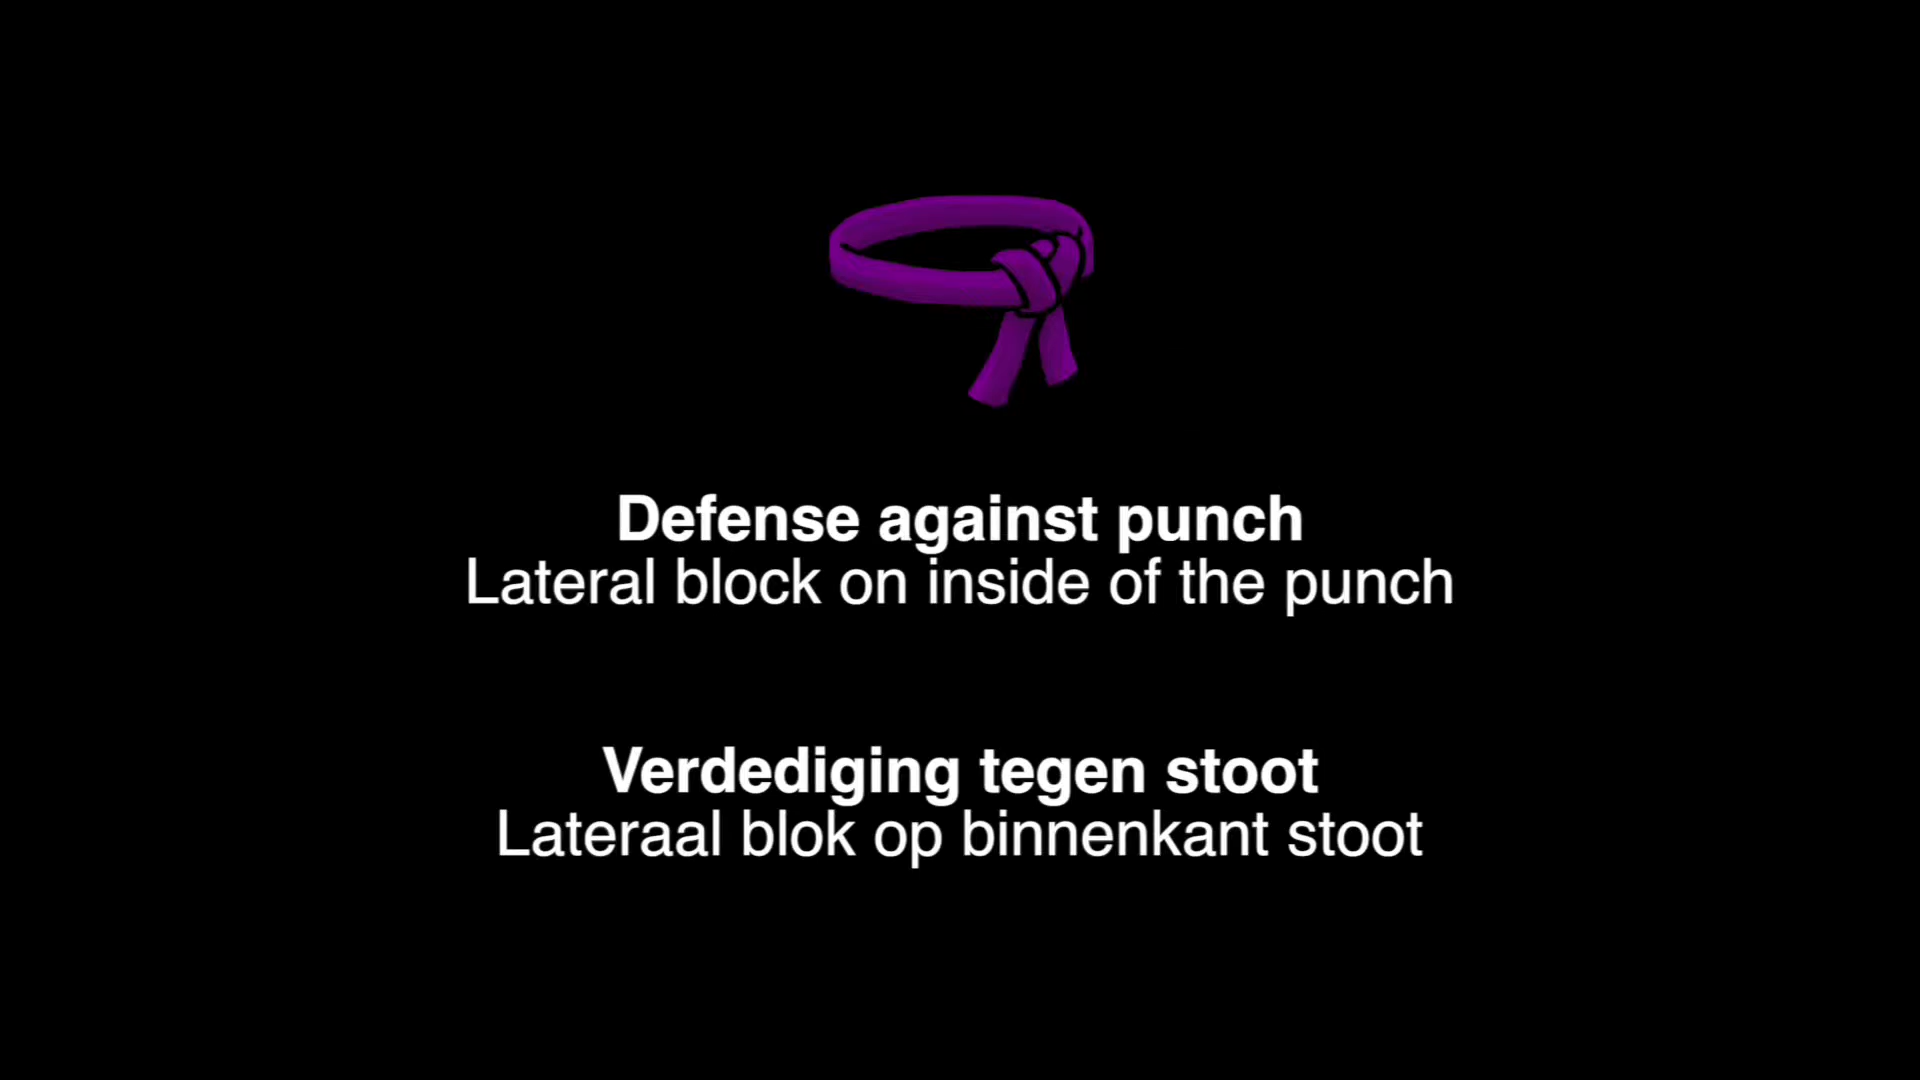 Defense against punch
Lateral block on inside of the punch
Verdediging tegen stoot
Lateraal blok op binnenkant stoot